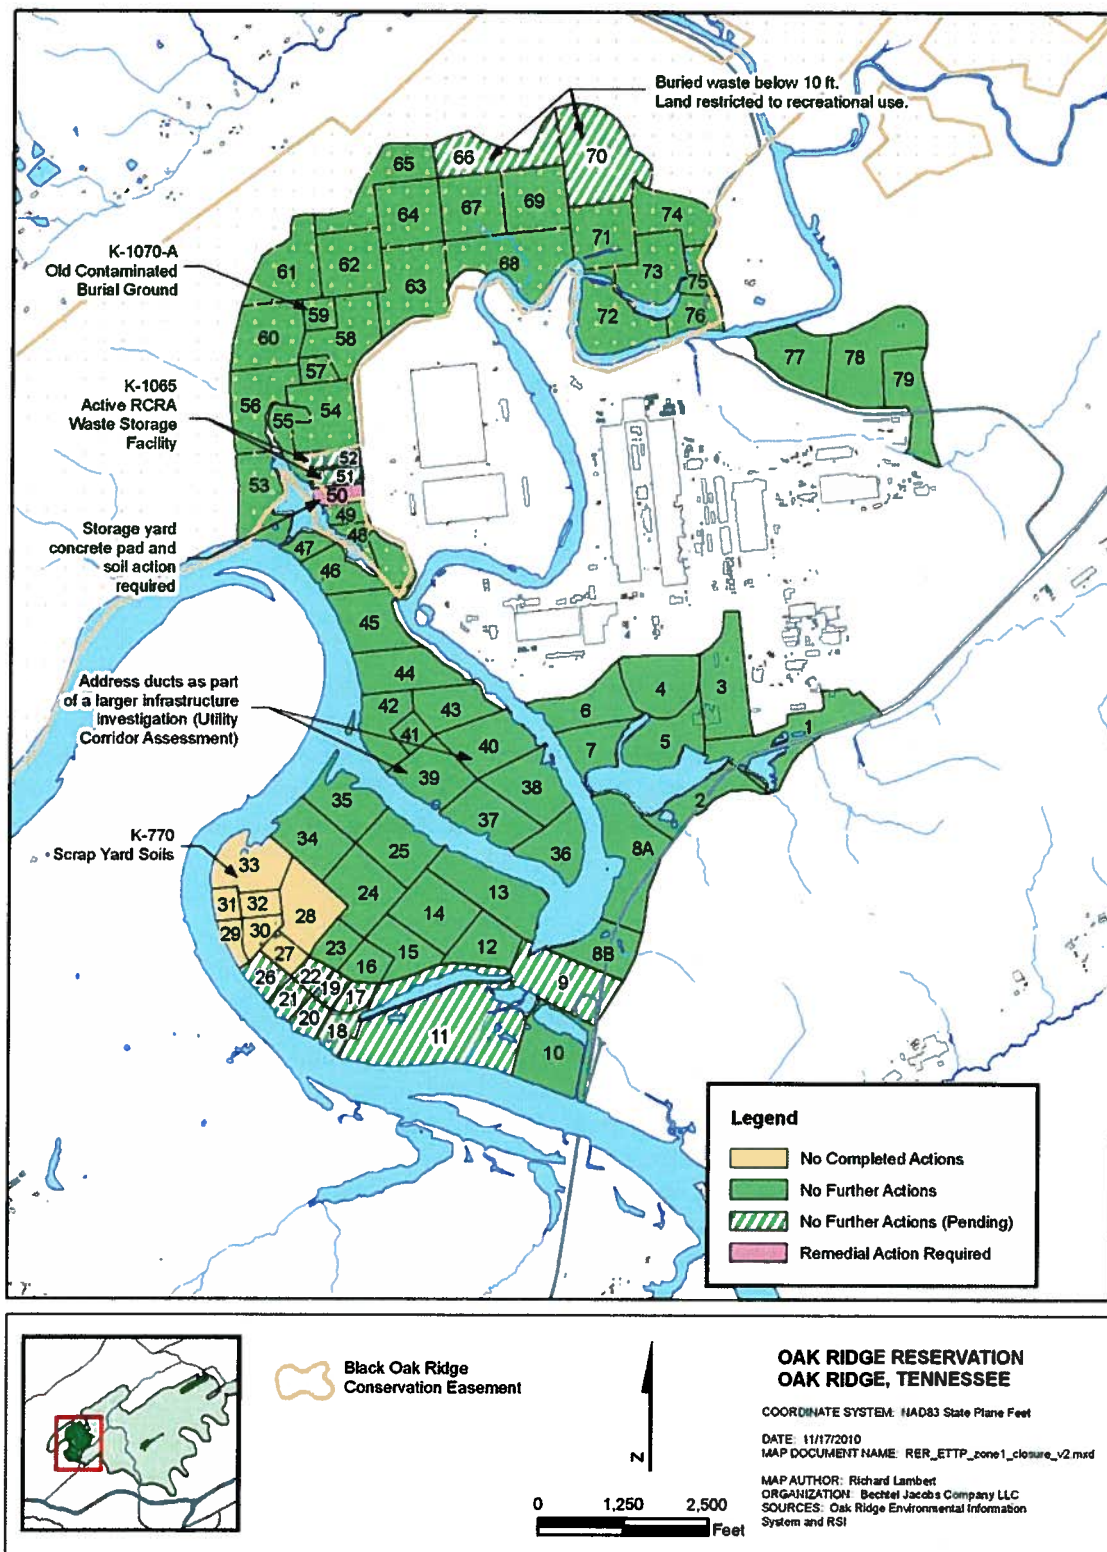 Buried waste below 10 ft.
Land restricted to recreational use.
65
66
70
64
67
69
74
71
K-1070-A
Old Contaminated
Burial Ground
61
62
63
68
73
75
59
72
76
60
58
77
78
79
57
K-1065
Active RCRA
Waste Storage
Facility
56
55
54
52
51
53
50
49
48
Storage yard
concrete pad and
soil action
required
47
46
45
44
4
3
Address ducts as part
of a larger infrastructure
investigation (Utility
Corridor Assessment)
42
43
6
1
41
40
7
5
39
38
2
35
37
K-770
Scrap Yard Soils
34
25
36
8A
33
24
13
31
32
28
14
29
30
23
15
12
8B
27
16
26
22
19
17
9
21
20
18
11
10
Legend
No Completed Actions
No Further Actions
No Further Actions (Pending)
Remedial Action Required
Black Oak Ridge
Conservation Easement
N
0 1,250 2,500
Feet
OAK RIDGE RESERVATION
OAK RIDGE, TENNESSEE
COORDINATE SYSTEM: NAD83 State Plane Feet
DATE: 11/17/2010
MAP DOCUMENT NAME: RER_ETTP_zone1_closure_v2.mxd
MAP AUTHOR: Richard Lambert
ORGANIZATION: Bechtel Jacobs Company LLC
SOURCES: Oak Ridge Environmental Information
System and RSI